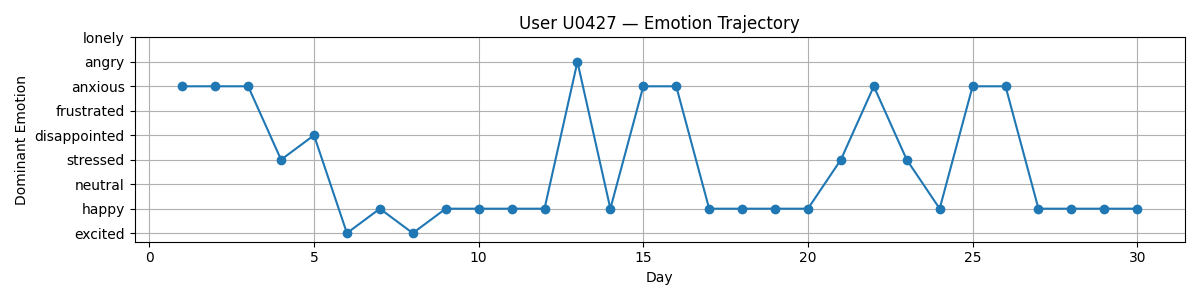 User U0427 — Emotion Trajectory
Dominant Emotion
lonely
angry
anxious
frustrated
disappointed
stressed
neutral
happy
excited
0 5 10 15 20 25 30
Day